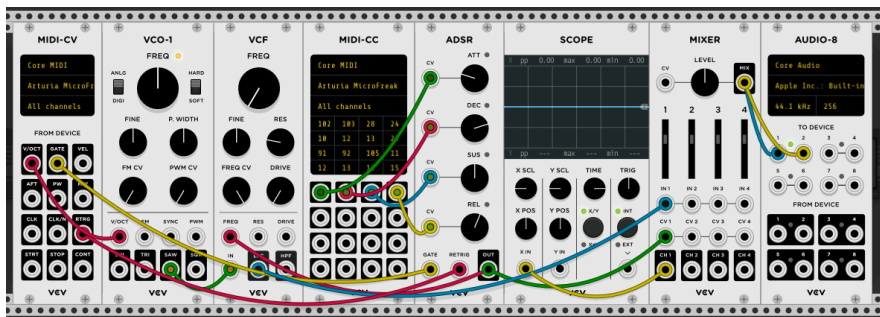 MIDI-CV
Core MIDI
Arturia MicroFr
All channels
FROM DEVICE
V/OCT GATE VEL
AFT PW
CLK CLK/N RTRG
STRT STOP CONT
VCV
VCO-1
FREQ
ANLG
DIGI
HARD
SOFT
FINE P. WIDTH
FM CV PWM CV
V/OCT SYNC PWM
TRI SAW
VCV
VCF
FREQ
FINE RES
FREQ CV DRIVE
FREQ RES DRIVE
IN HPF
VCV
MIDI-CC
Core MIDI
Arturia MicroFreak
All channels
102 103 28 24
10 12 13
91 92 105 11
12 13
VCV
ADSR
CV ATT
CV DEC
CV SUS
CV REL
GATE RETRIG OUT
VCV
SCOPE
X pp 0.00 max 0.00 min 0.00
Y pp --- max --- min ---
X SCL Y SCL TIME TRIG
X POS Y POS X/Y INT
EXT
X IN Y IN
VCV
MIXER
LEVEL
CV MIX
1 2 3 4
IN 1 IN 2 IN 3 IN 4
CV 1 CV 2 CV 3 CV 4
CH 1 CH 2 CH 3 CH 4
VCV
AUDIO-8
Core Audio
Apple Inc.: Built-in
44.1 kHz 256
TO DEVICE
1 2 3 4
5 6 7 8
FROM DEVICE
1 2 3 4
5 6 7 8
VCV